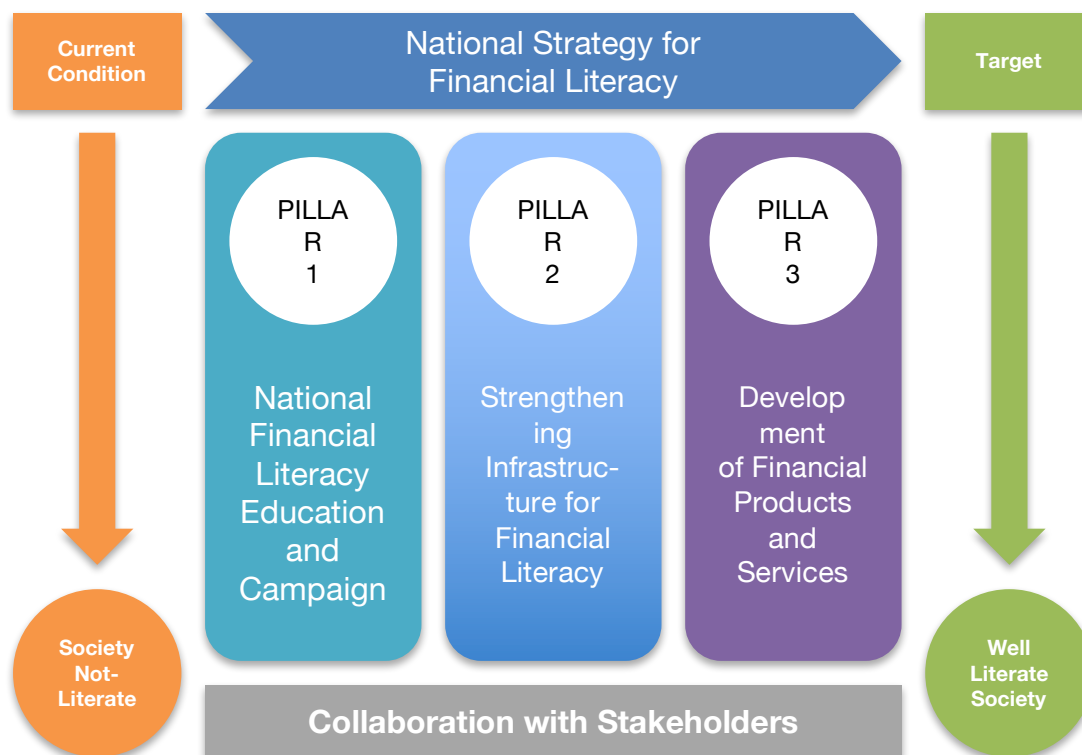 Current
Condition
National Strategy for
Financial Literacy
Target
PILLA
R
1
PILLA
R
2
PILLA
R
3
National
Financial
Literacy
Education
and
Campaign
Strengthen
ing
Infrastruc-
ture for
Financial
Literacy
Develop
ment
of Financial
Products
and
Services
Society
Not-
Literate
Well
Literate
Society
Collaboration with Stakeholders